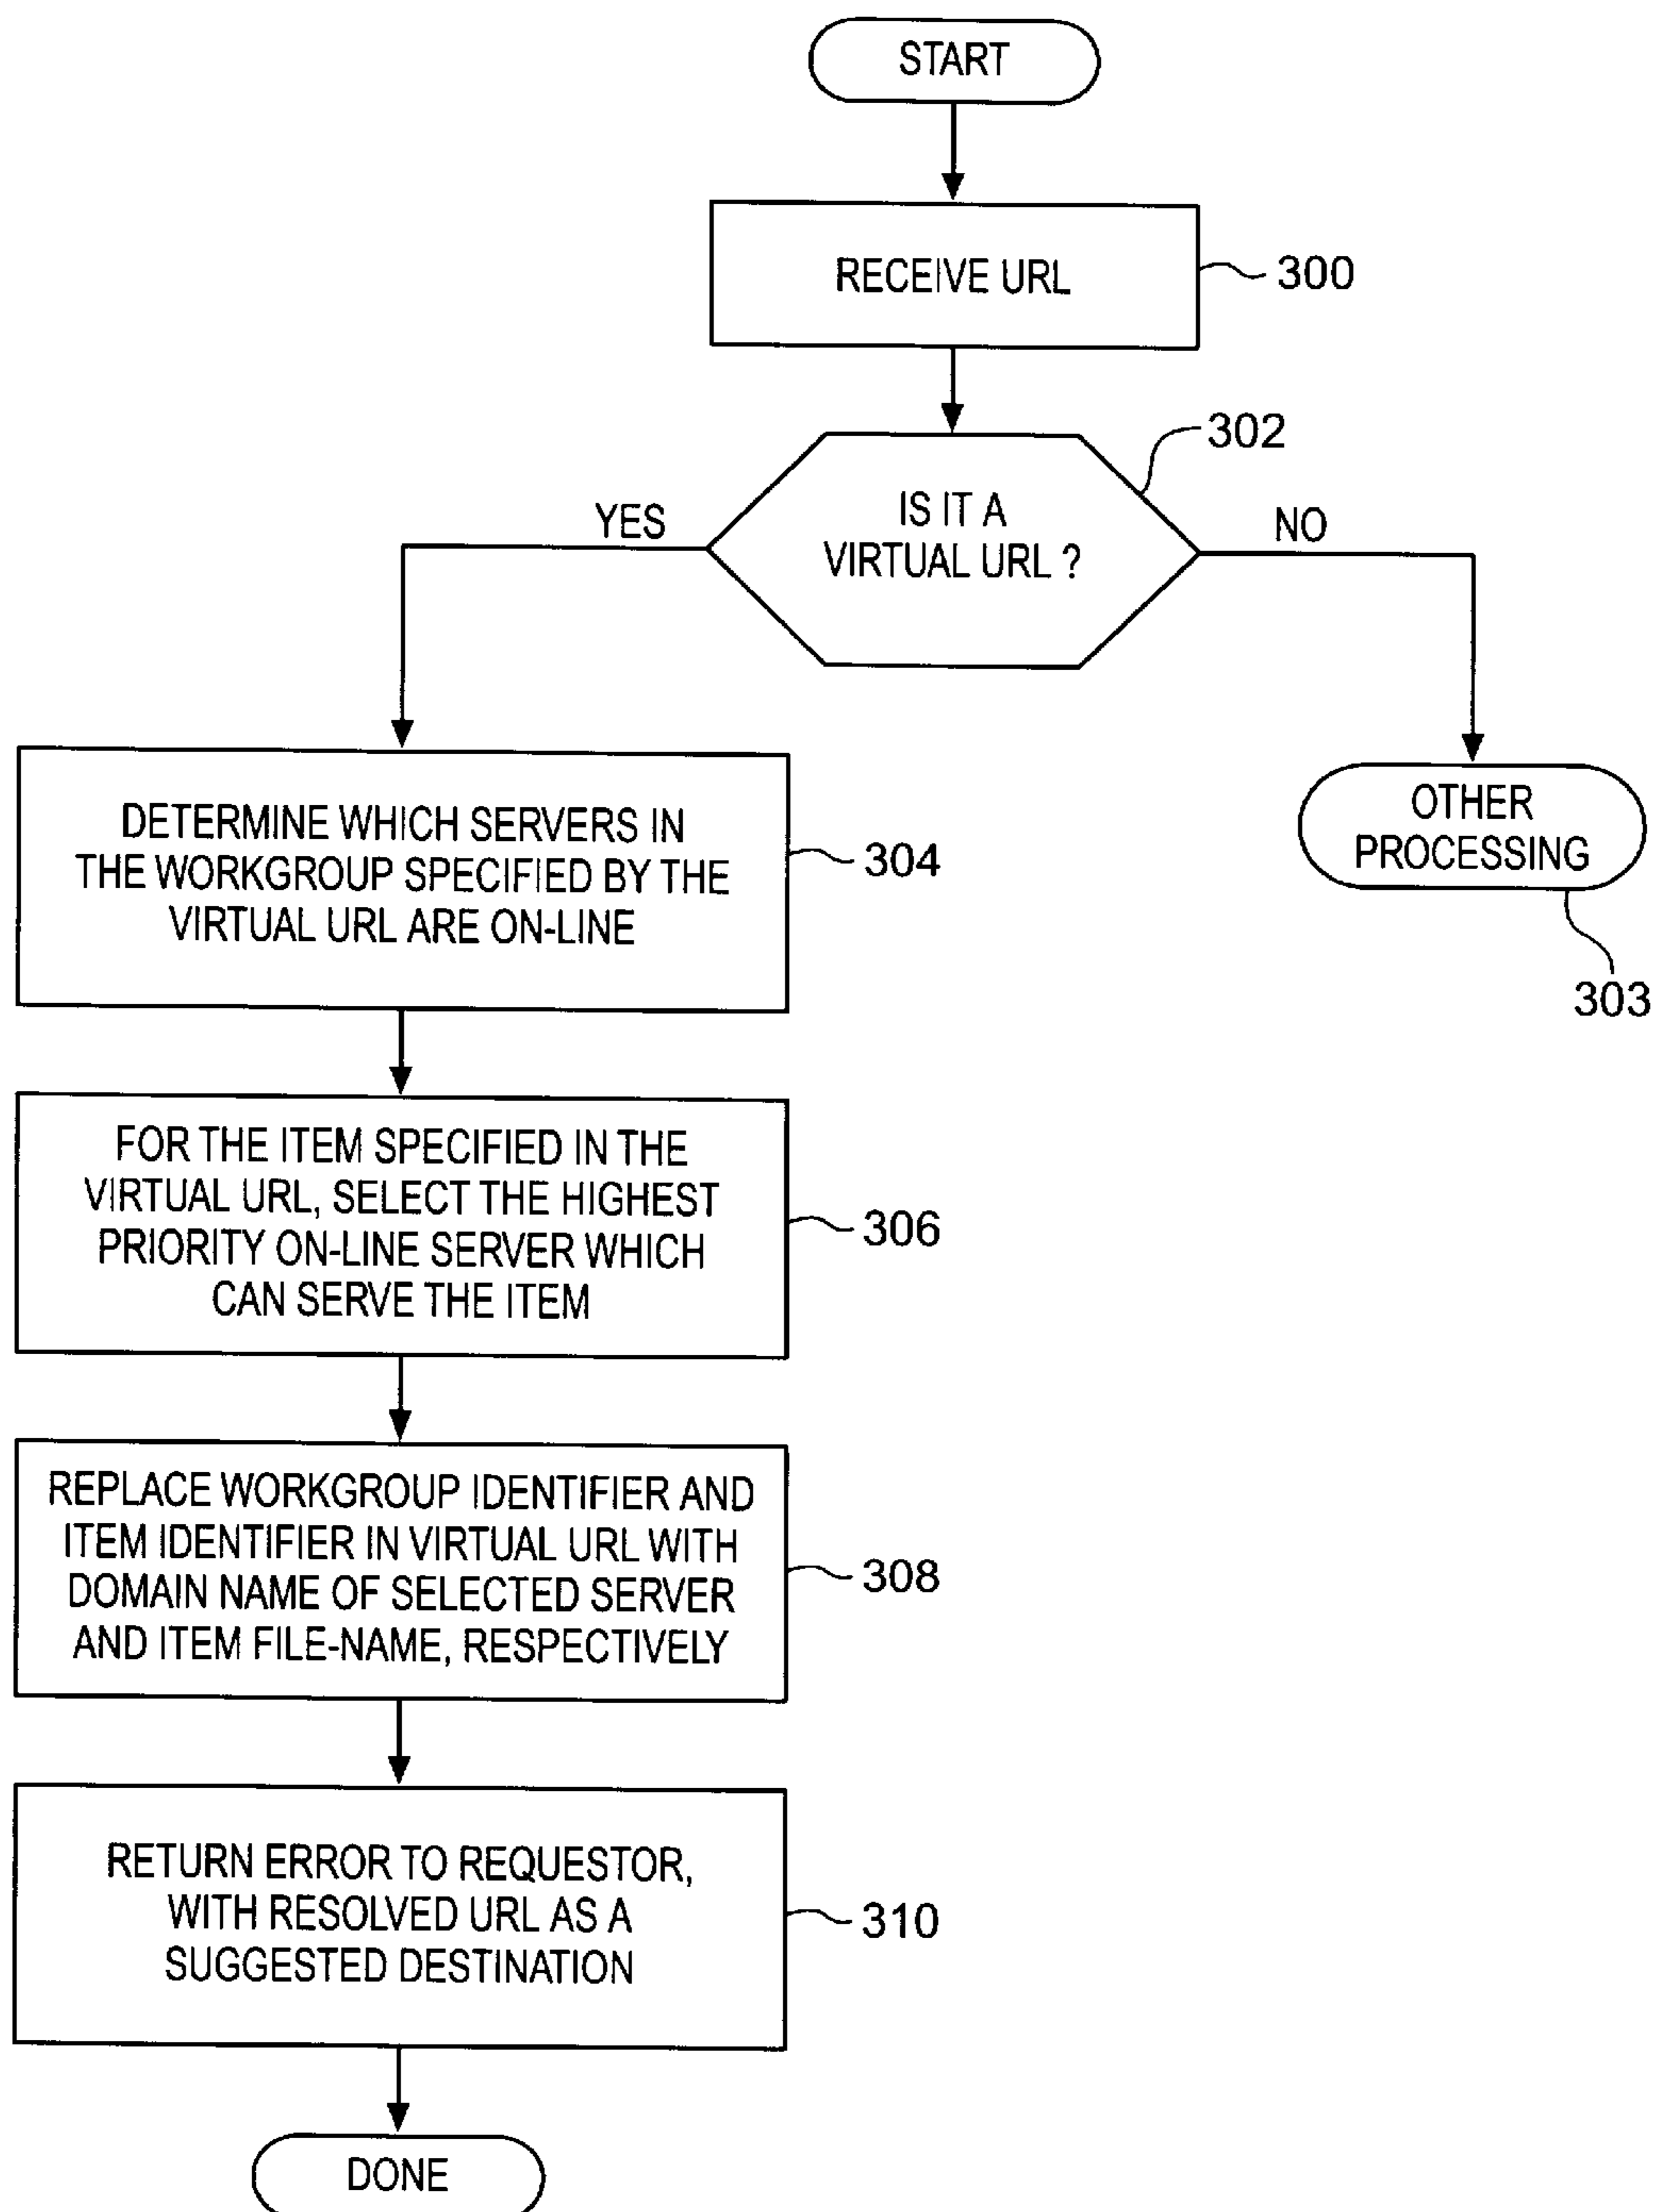 START
RECEIVE URL
300
302
IS IT A
VIRTUAL URL ?
YES
NO
DETERMINE WHICH SERVERS IN
THE WORKGROUP SPECIFIED BY THE
VIRTUAL URL ARE ON-LINE
304
OTHER
PROCESSING
303
FOR THE ITEM SPECIFIED IN THE
VIRTUAL URL, SELECT THE HIGHEST
PRIORITY ON-LINE SERVER WHICH
CAN SERVE THE ITEM
306
REPLACE WORKGROUP IDENTIFIER AND
ITEM IDENTIFIER IN VIRTUAL URL WITH
DOMAIN NAME OF SELECTED SERVER
AND ITEM FILE-NAME, RESPECTIVELY
308
RETURN ERROR TO REQUESTOR,
WITH RESOLVED URL AS A
SUGGESTED DESTINATION
310
DONE